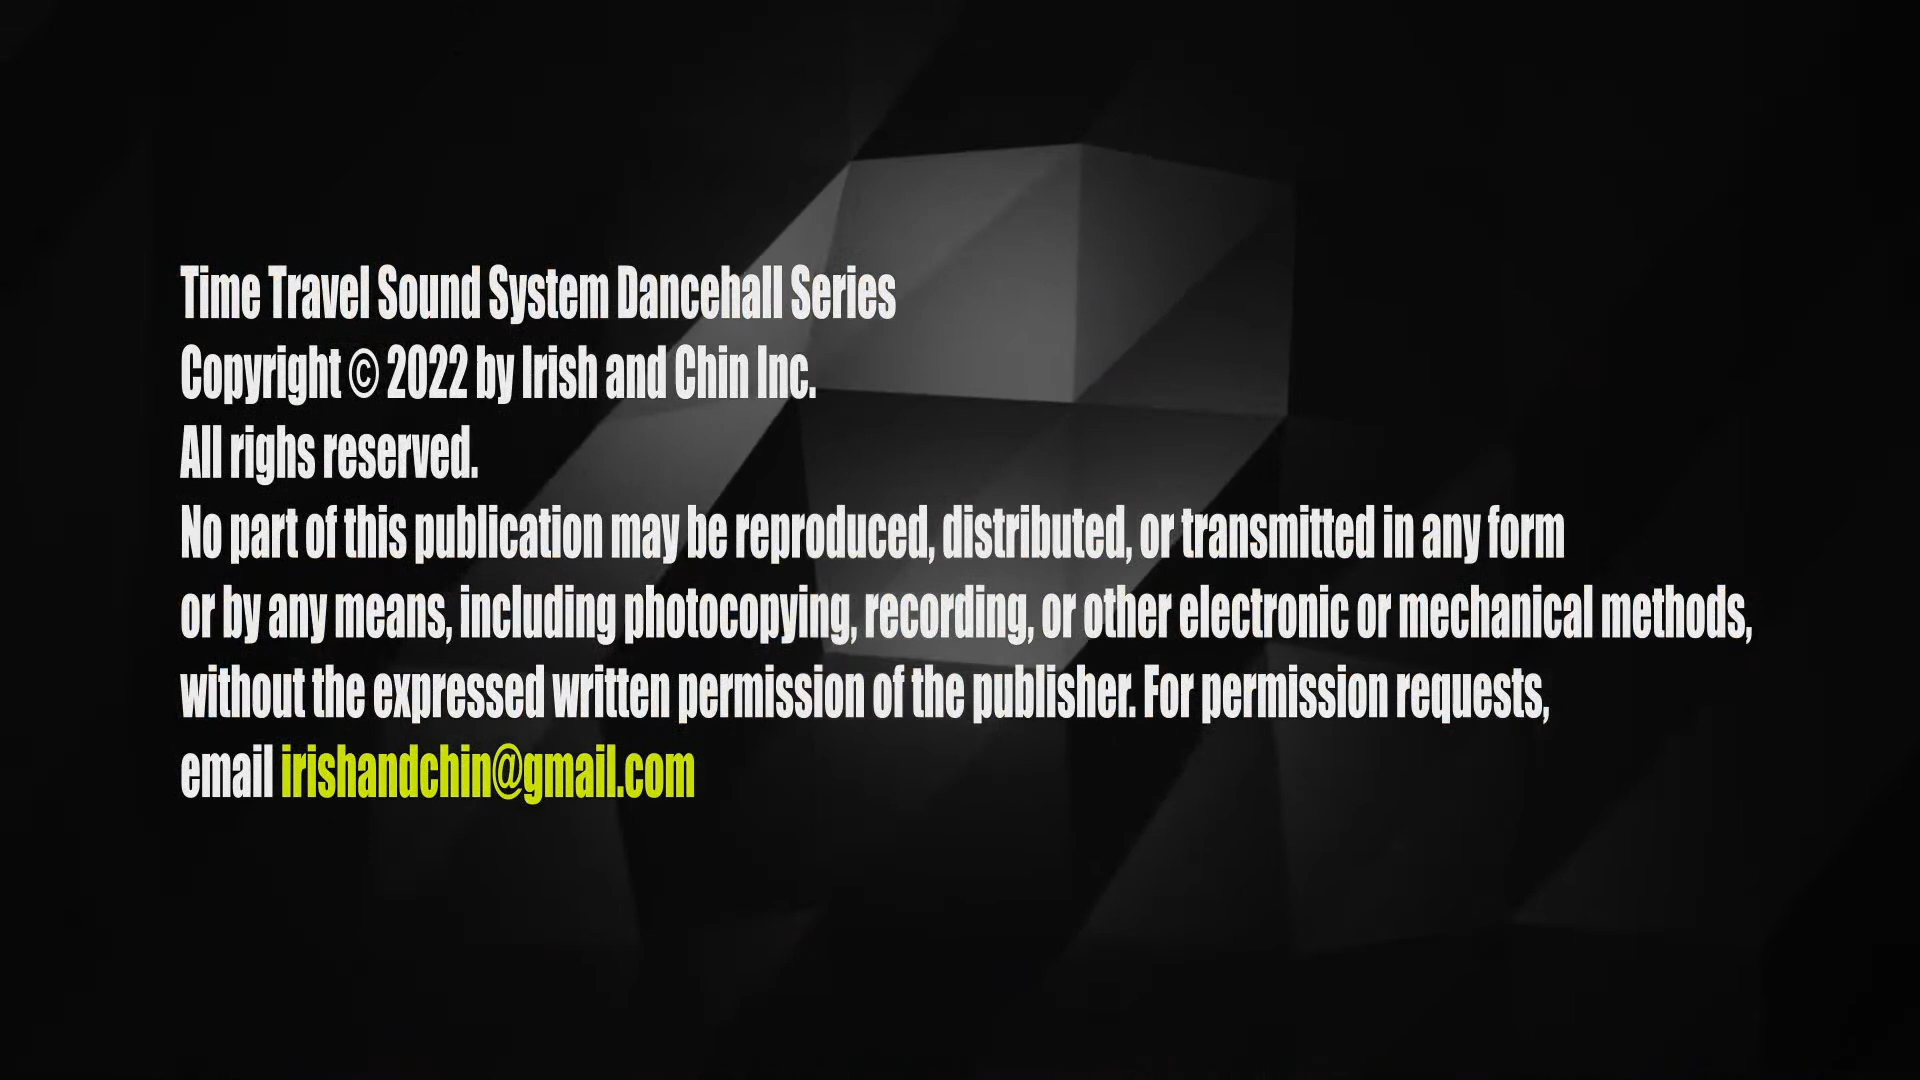 Time Travel Sound System Dancehall Series
Copyright © 2022 by Irish and Chin Inc.
All righs reserved.
No part of this publication may be reproduced, distributed, or transmitted in any form
or by any means, including photocopying, recording, or other electronic or mechanical methods,
without the expressed written permission of the publisher. For permission requests,
email irishandchin@gmail.com